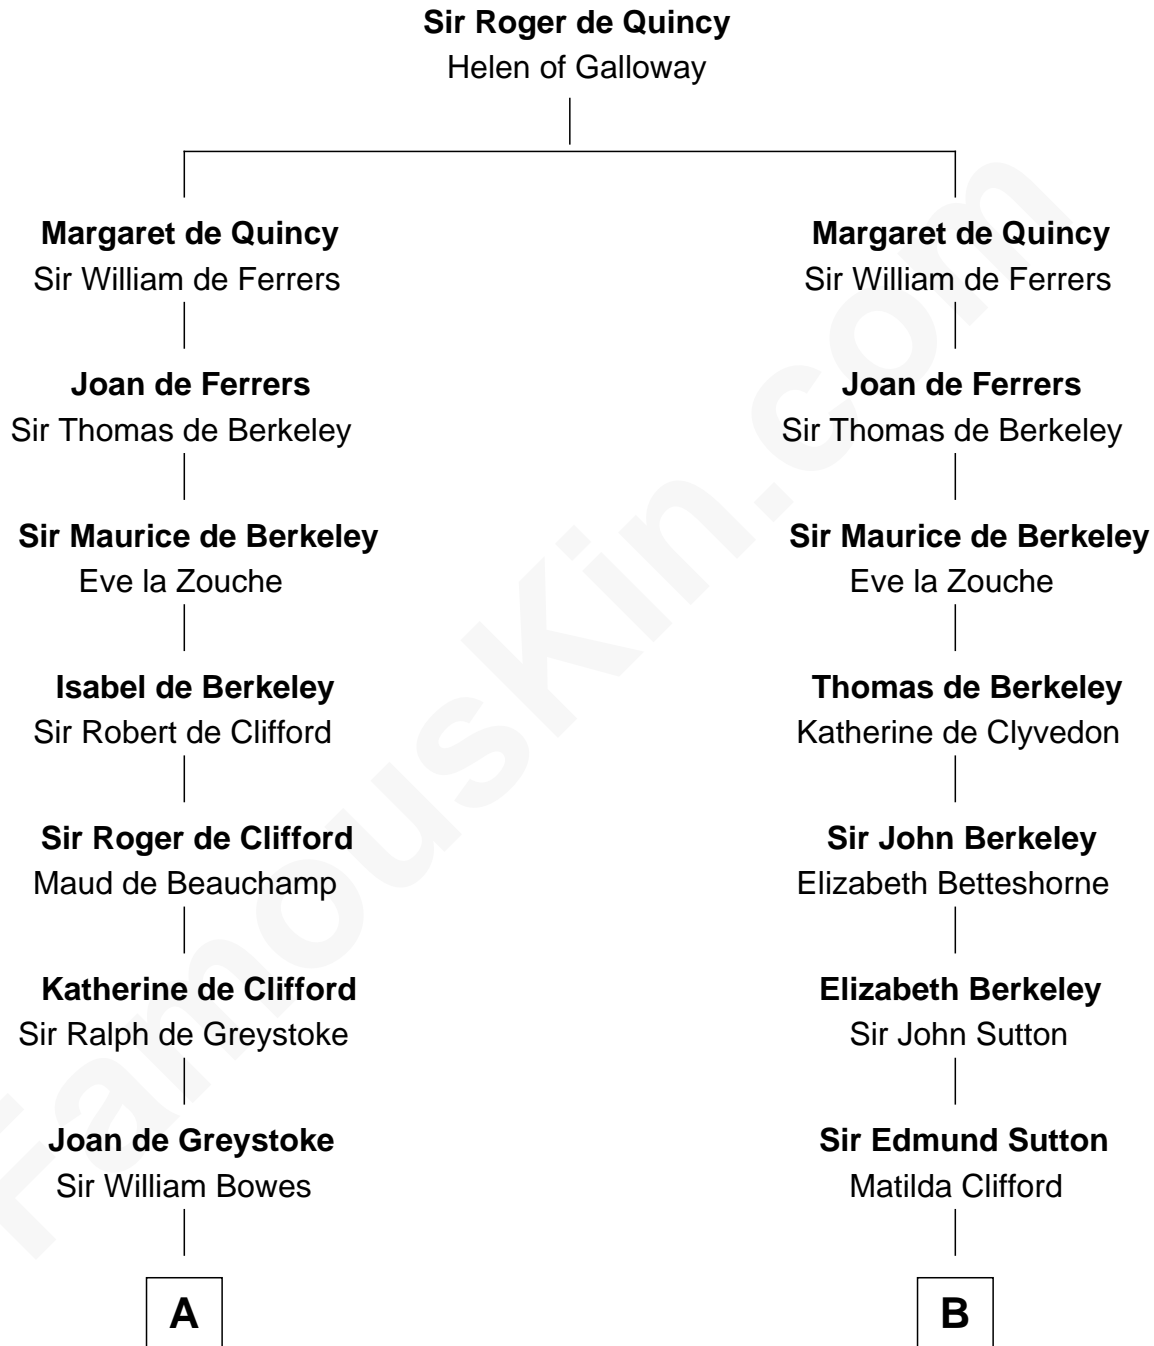 Sir Roger de Quincy
Helen of Galloway
Margaret de Quincy
Sir William de Ferrers
Margaret de Quincy
Sir William de Ferrers
Joan de Ferrers
Sir Thomas de Berkeley
Joan de Ferrers
Sir Thomas de Berkeley
Sir Maurice de Berkeley
Eve la Zouche
Sir Maurice de Berkeley
Eve la Zouche
Isabel de Berkeley
Sir Robert de Clifford
Thomas de Berkeley
Katherine de Clyvedon
Sir Roger de Clifford
Maud de Beauchamp
Sir John Berkeley
Elizabeth Betteshorne
Katherine de Clifford
Sir Ralph de Greystoke
Elizabeth Berkeley
Sir John Sutton
Joan de Greystoke
Sir William Bowes
Sir Edmund Sutton
Matilda Clifford
A
B
FamousKin.com